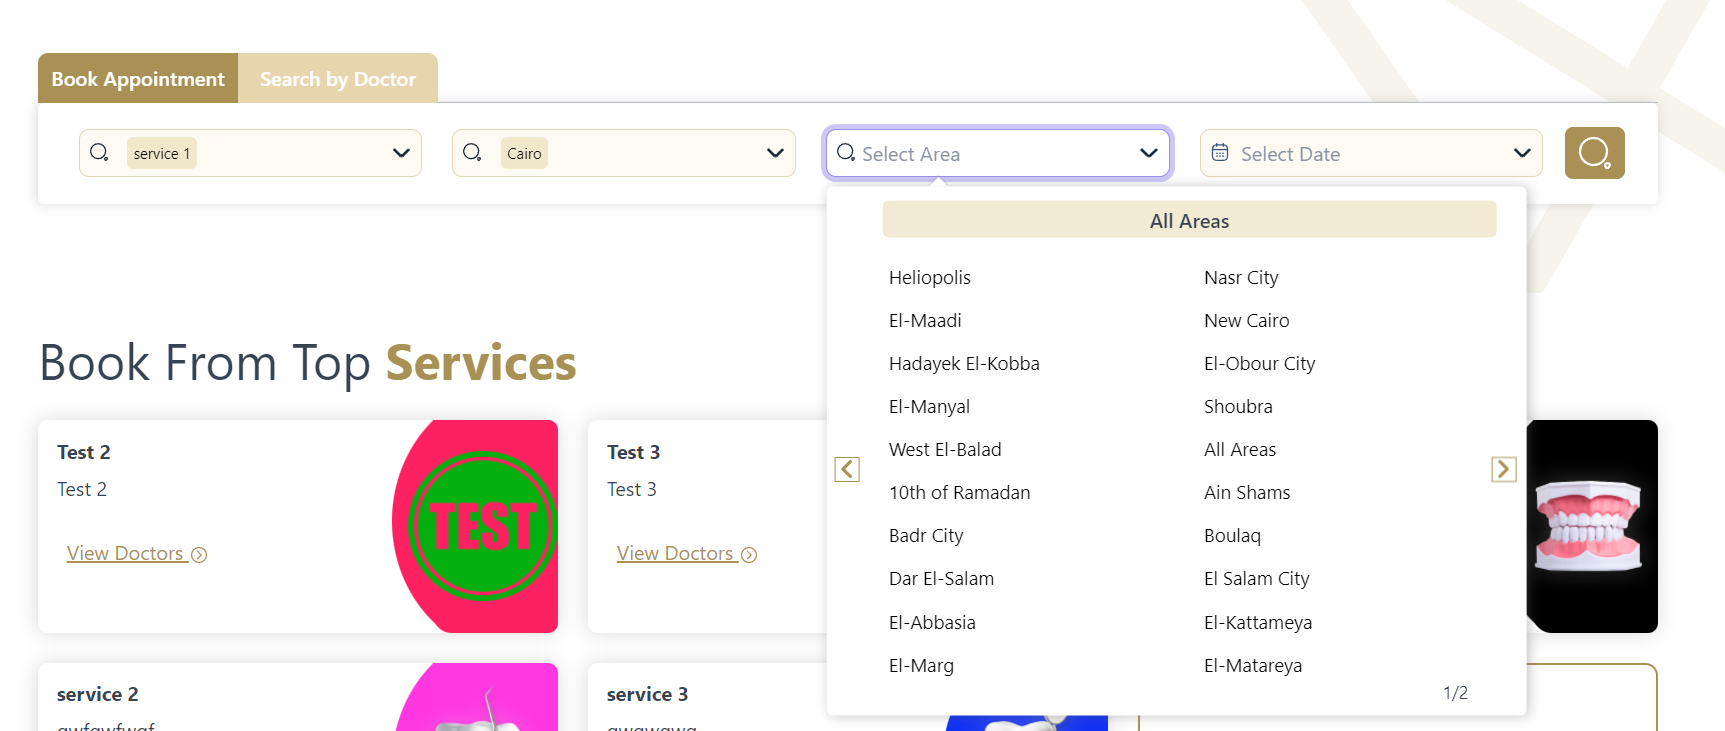 Book Appointment
Search by Doctor
service 1
Cairo
Select Area
Select Date
All Areas
Heliopolis
Nasr City
El-Maadi
New Cairo
Hadayek El-Kobba
El-Obour City
El-Manyal
Shoubra
West El-Balad
All Areas
10th of Ramadan
Ain Shams
Badr City
Boulaq
Dar El-Salam
El Salam City
El-Abbasia
El-Kattameya
El-Marg
El-Matareya
1/2
Book From Top Services
Test 2
Test 2
View Doctors
TEST
Test 3
Test 3
View Doctors
service 2
service 3